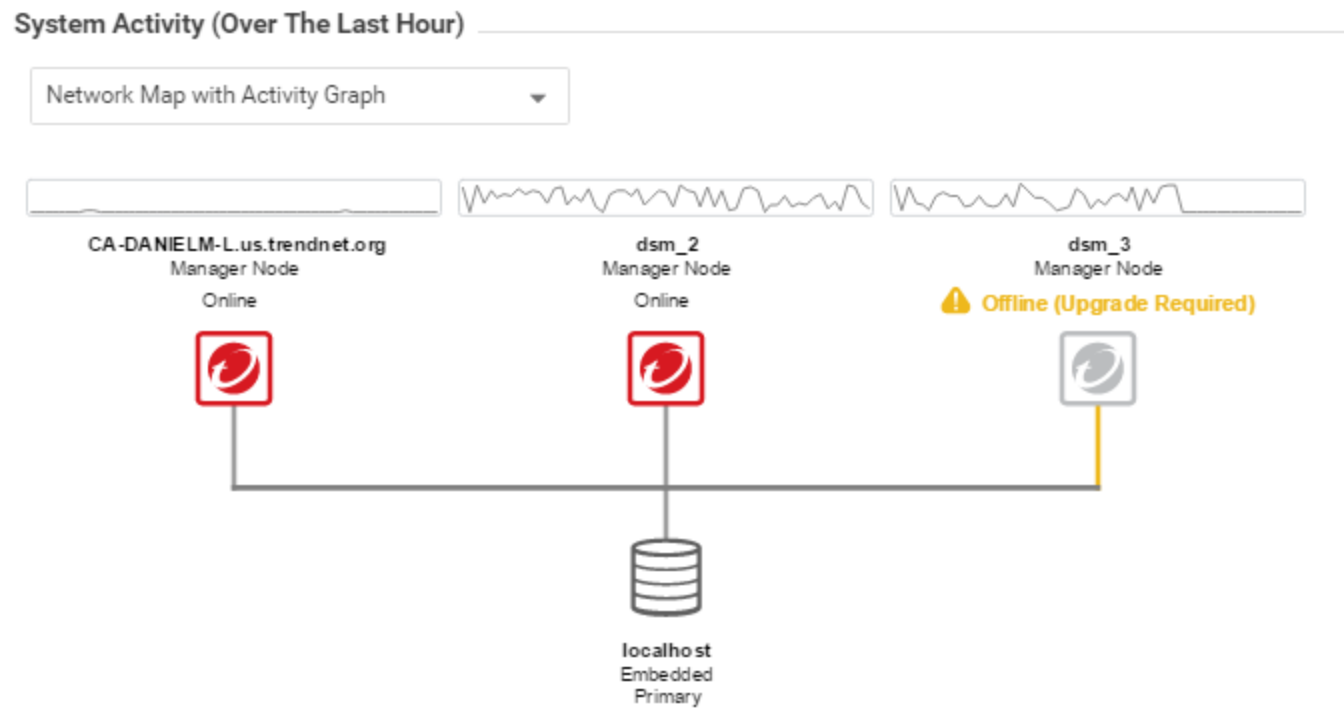 System Activity (Over The Last Hour)
Network Map with Activity Graph
CA-DANIELM-L.us.trendnet.org
Manager Node
Online
dsm_2
Manager Node
Online
dsm_3
Manager Node
Offline (Upgrade Required)
localhost
Embedded
Primary